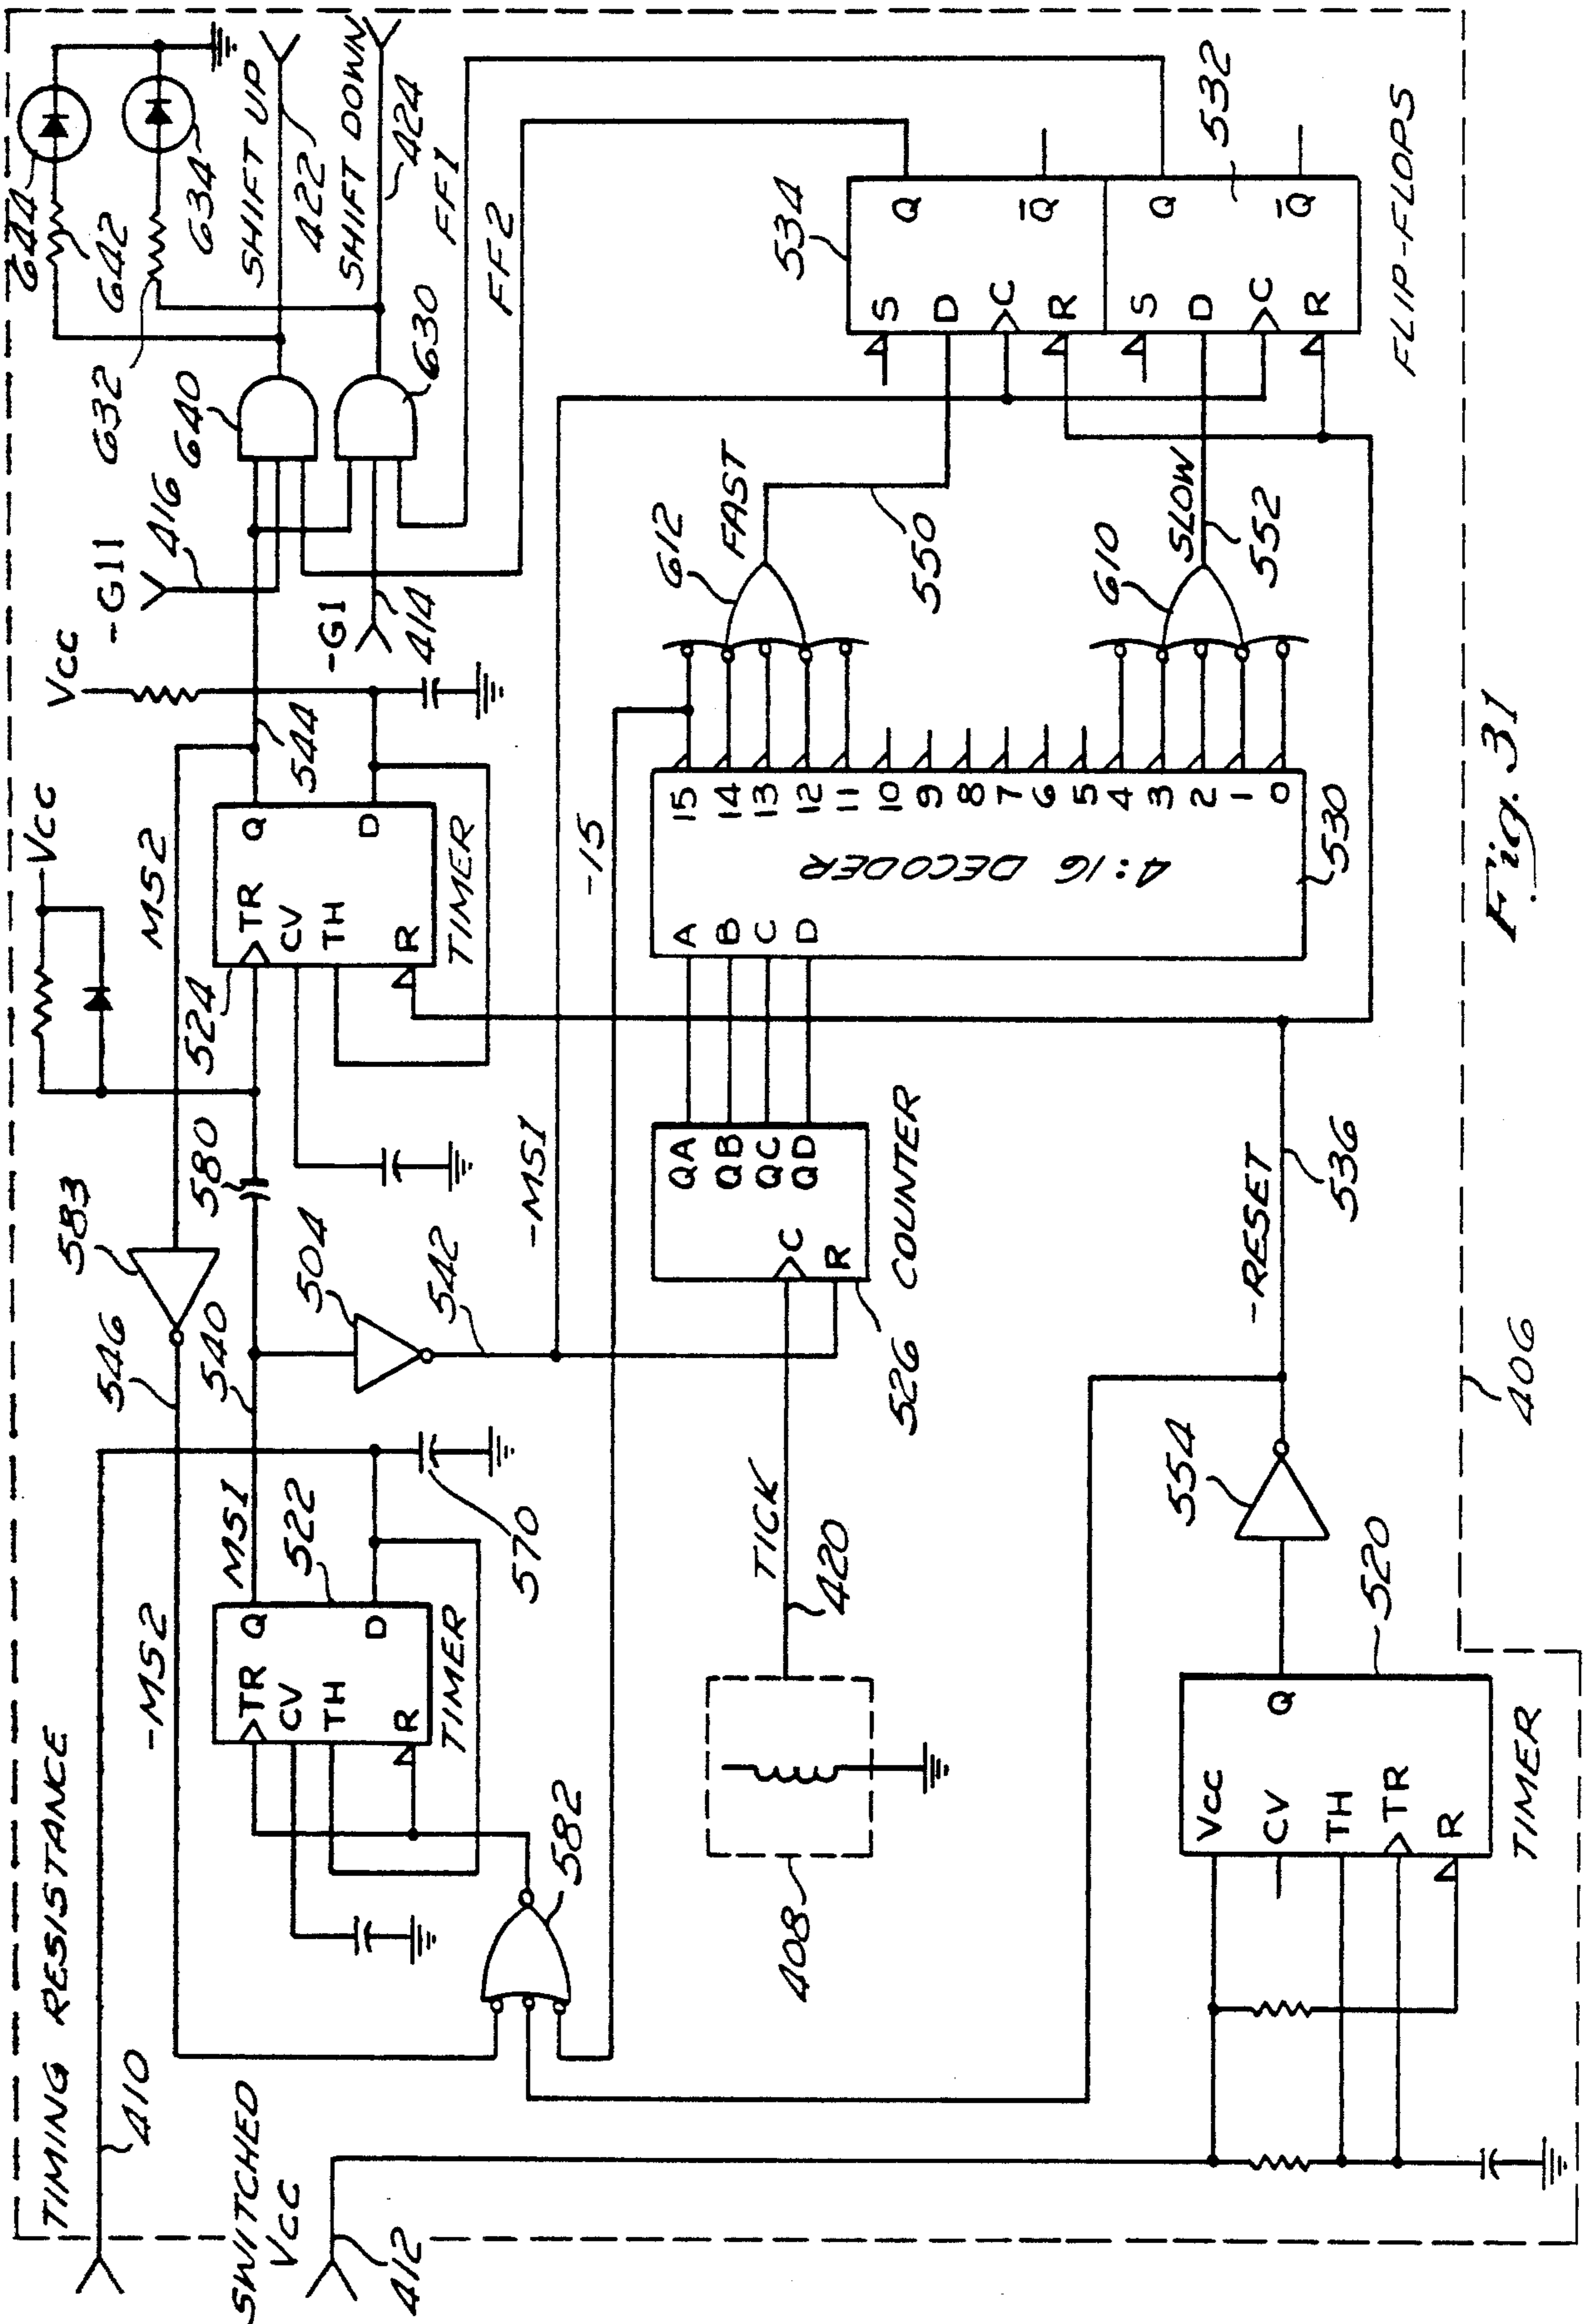 TIMING RESISTANCE
410
SWITCHED
Vcc
412
-MS2
546
583
MS2
Vcc
Vcc
-G11
416
632
640
642
644
634
SHIFT UP
422
SHIFT DOWN
424
FF1
FF2
630
-G1
414
544
524
TR
CV
TH
R
Q
D
TIMER
580
540
504
542
-MS1
MS1
522
TR
CV
TH
R
Q
D
TIMER
570
582
-15
TICK
420
408
C
R
QA
QB
QC
QD
COUNTER
526
A
B
C
D
4:16 DECODER
15
14
13
12
11
10
9
8
7
6
5
4
3
2
1
0
530
612
FAST
550
610
SLOW
552
534
S
D
C
R
Q
Q̅
S
D
C
R
Q
Q̅
532
FLIP-FLOPS
-RESET
536
554
520
Vcc
CV
TH
TR
R
Q
TIMER
406
Fig. 31